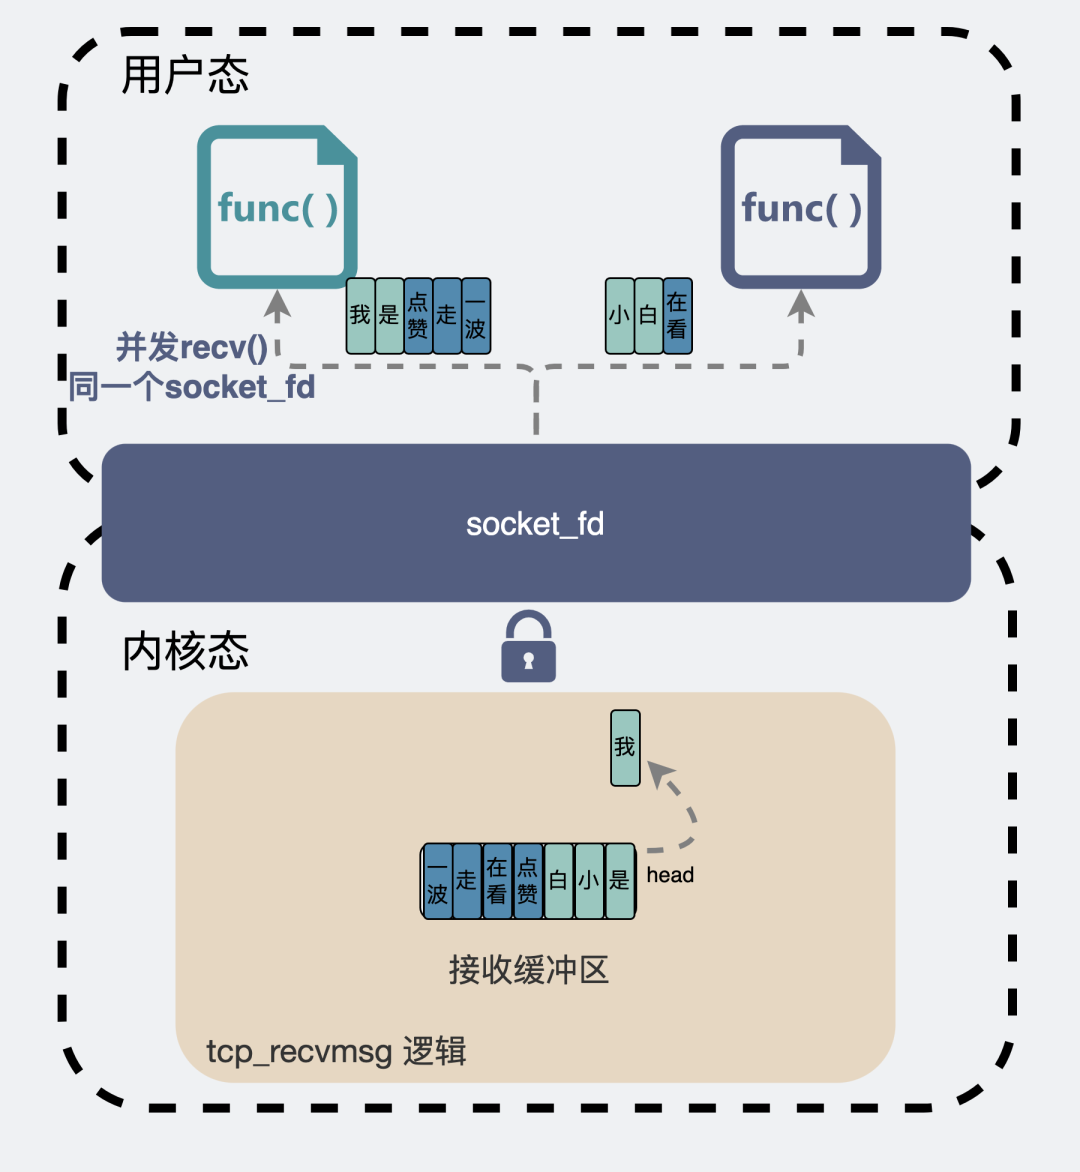 用户态
func( )
func( )
我 是 点赞 走 一波
小 白 在看
并发recv()
同一个socket_fd
socket_fd
内核态
我
一波 走 在看 点赞 白 小 是
head
接收缓冲区
tcp_recvmsg 逻辑